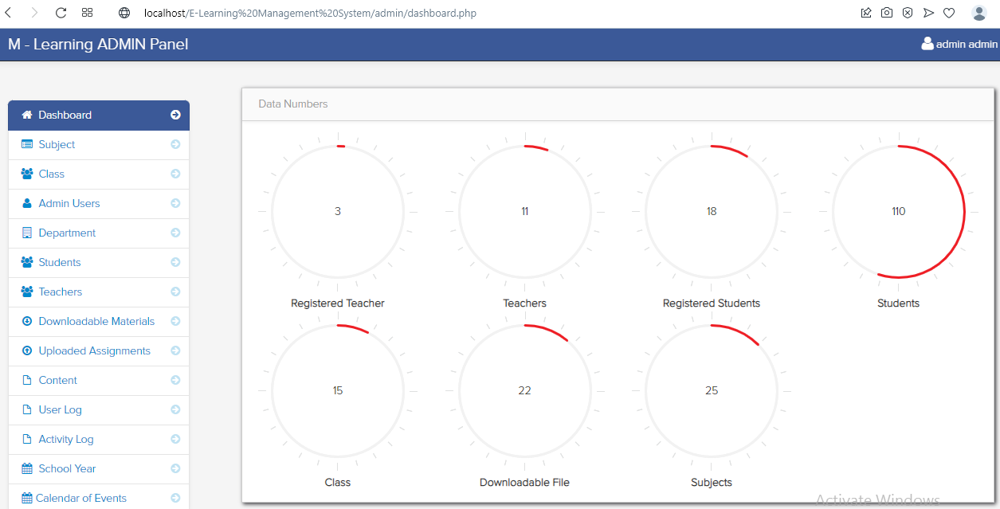 localhost/E-Learning%20Management%20System/admin/dashboard.php
M - Learning ADMIN Panel
admin admin
Dashboard
Subject
Class
Admin Users
Department
Students
Teachers
Downloadable Materials
Uploaded Assignments
Content
User Log
Activity Log
School Year
Calendar of Events
Data Numbers
3
11
18
110
Registered Teacher
Teachers
Registered Students
Students
15
22
25
Class
Downloadable File
Subjects
Activate Windows